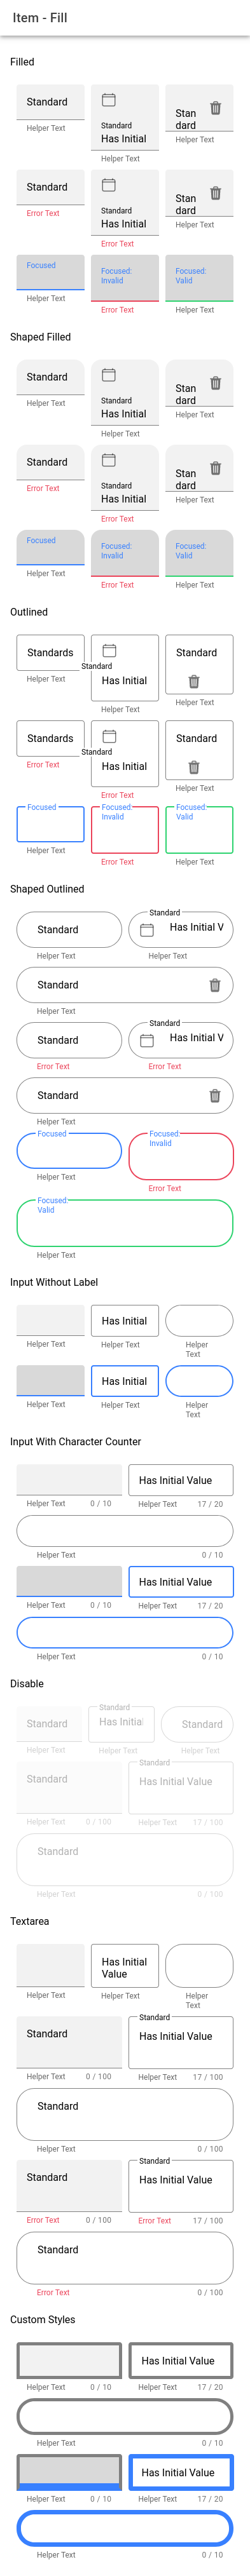 Item - Fill
Filled
Standard
Helper Text
Standard
Has Initial
Helper Text
Stan
dard
Helper Text
Standard
Error Text
Standard
Has Initial
Error Text
Stan
dard
Helper Text
Focused
Helper Text
Focused:
Invalid
Error Text
Focused:
Valid
Helper Text
Shaped Filled
Standard
Helper Text
Standard
Has Initial
Helper Text
Stan
dard
Helper Text
Standard
Error Text
Standard
Has Initial
Error Text
Stan
dard
Helper Text
Focused
Helper Text
Focused:
Invalid
Error Text
Focused:
Valid
Helper Text
Outlined
Standards
Helper Text
Standard
Has Initial
Helper Text
Standard
Helper Text
Standards
Error Text
Standard
Has Initial
Error Text
Standard
Helper Text
Focused
Helper Text
Focused:
Invalid
Error Text
Focused:
Valid
Helper Text
Shaped Outlined
Standard
Helper Text
Standard
Has Initial V
Helper Text
Standard
Helper Text
Standard
Error Text
Standard
Has Initial V
Error Text
Standard
Helper Text
Focused
Helper Text
Focused:
Invalid
Error Text
Focused:
Valid
Helper Text
Input Without Label
Helper Text
Has Initial
Helper Text
Helper
Text
Helper Text
Has Initial
Helper Text
Helper
Text
Input With Character Counter
Helper Text 0 / 10
Has Initial Value
Helper Text 17 / 20
Helper Text 0 / 10
Helper Text 0 / 10
Has Initial Value
Helper Text 17 / 20
Helper Text 0 / 10
Disable
Standard
Helper Text
Standard
Has Initial
Helper Text
Standard
Helper Text
Standard
Helper Text 0 / 100
Standard
Has Initial Value
Helper Text 17 / 100
Standard
Helper Text 0 / 100
Textarea
Helper Text
Has Initial
Value
Helper Text
Helper
Text
Standard
Helper Text 0 / 100
Standard
Has Initial Value
Helper Text 17 / 100
Standard
Helper Text 0 / 100
Standard
Error Text 0 / 100
Standard
Has Initial Value
Error Text 17 / 100
Standard
Error Text 0 / 100
Custom Styles
Helper Text 0 / 10
Has Initial Value
Helper Text 17 / 20
Helper Text 0 / 10
Helper Text 0 / 10
Has Initial Value
Helper Text 17 / 20
Helper Text 0 / 10